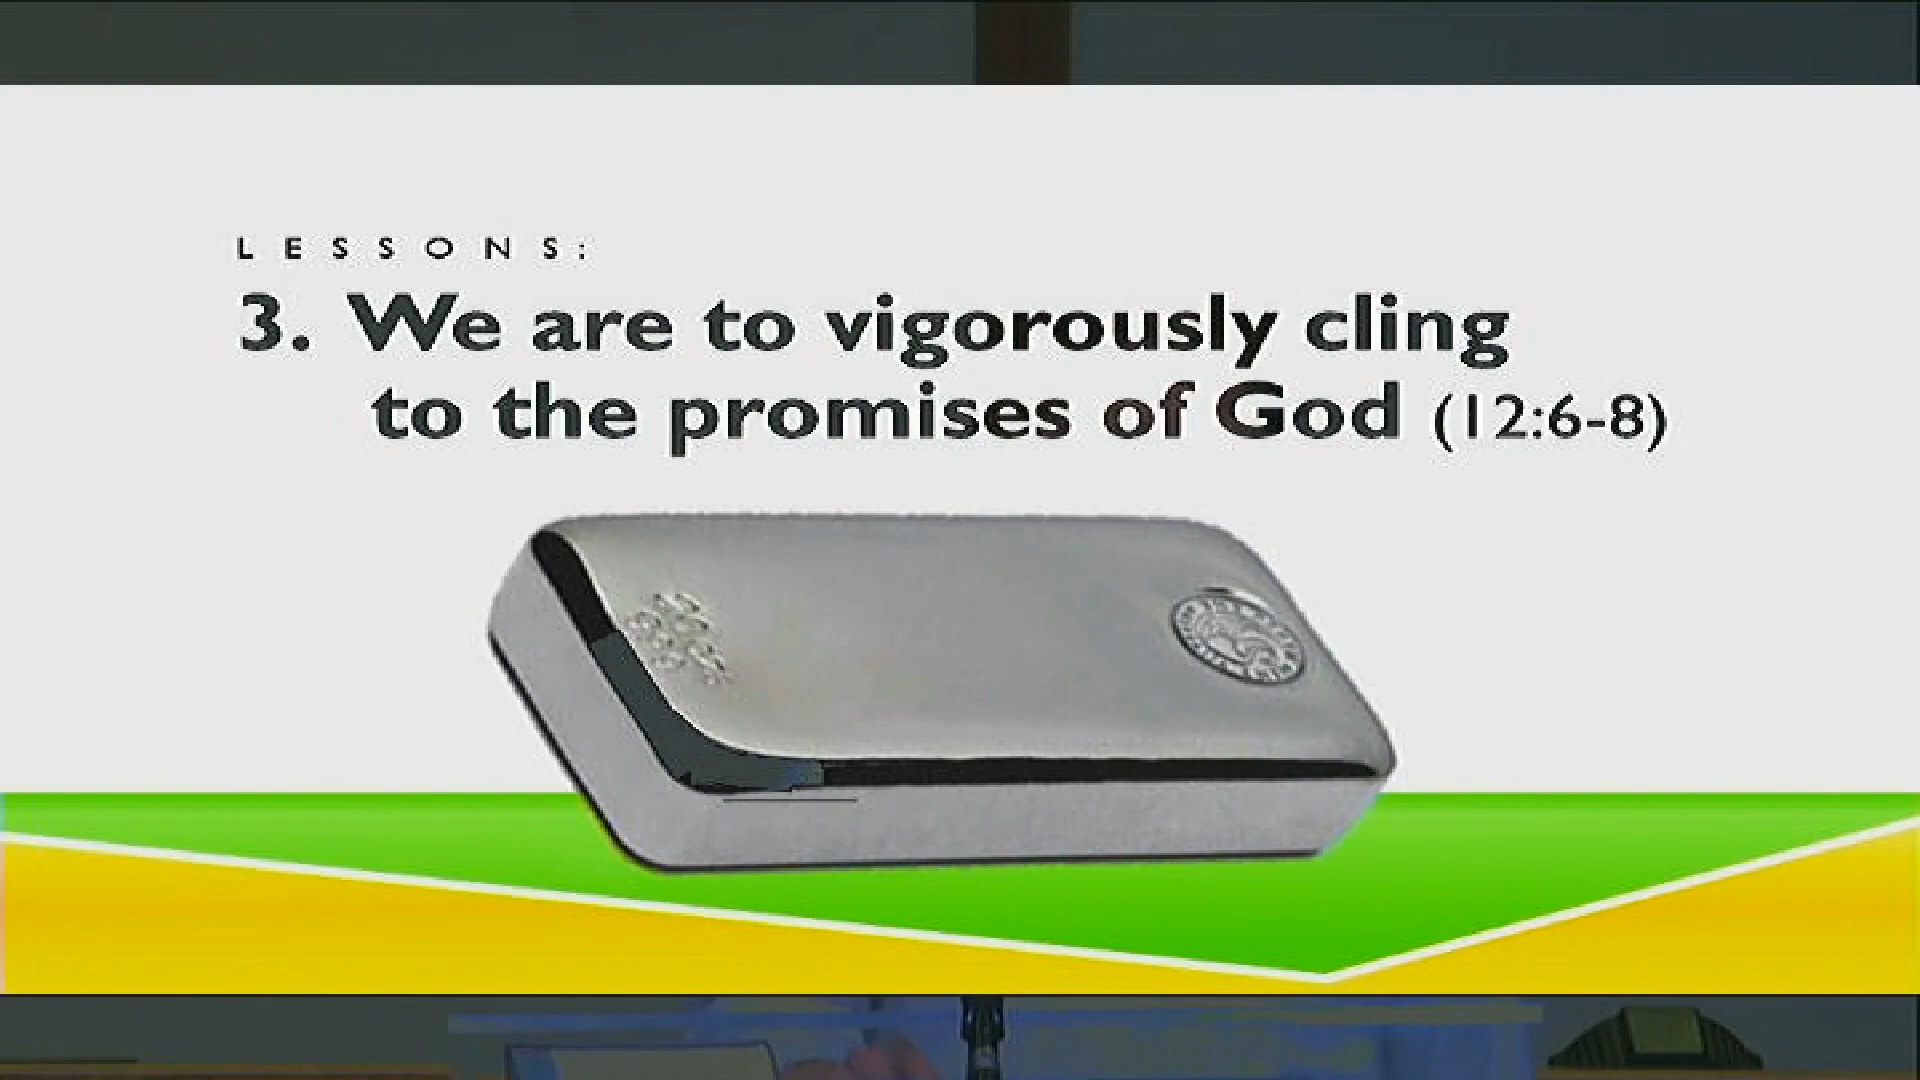 LESSONS:
3. We are to vigorously cling
to the promises of God (12:6-8)